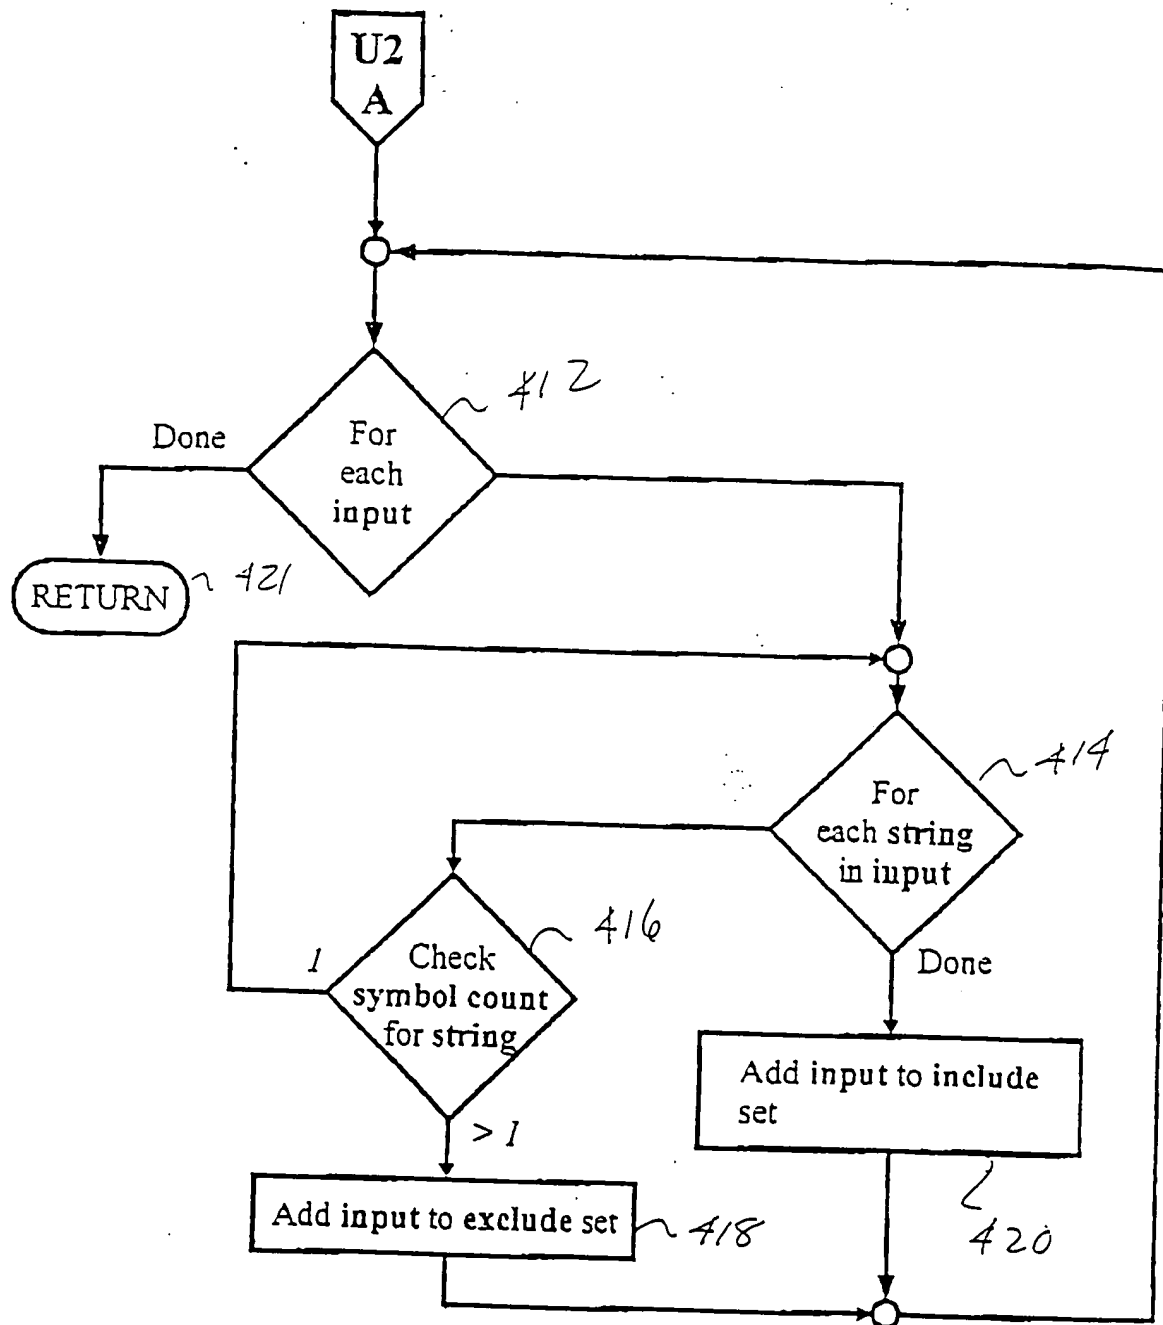 U2
A
412
Done
For
each
input
RETURN
421
414
For
each string
in input
416
1
Check
symbol count
for string
Done
Add input to include
set
> 1
Add input to exclude set
418
420